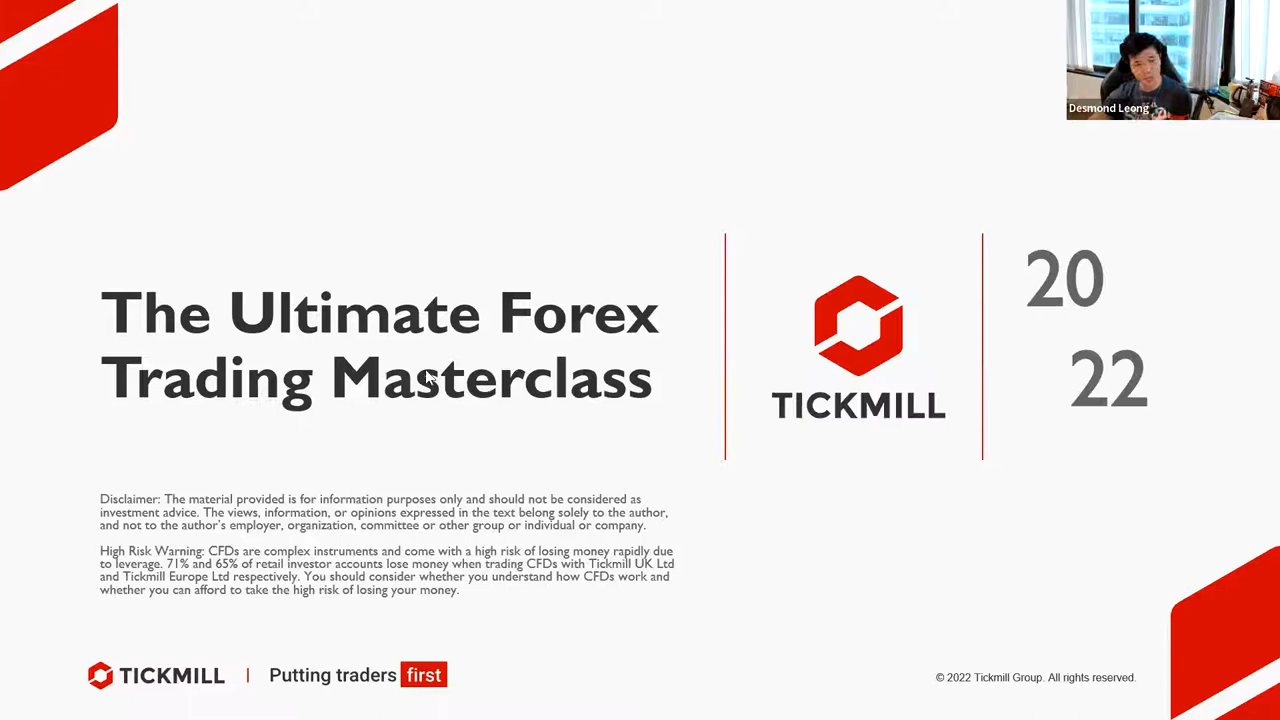 Desmond Leong
The Ultimate Forex
Trading Masterclass
TICKMILL
20
22
Disclaimer: The material provided is for information purposes only and should not be considered as
investment advice. The views, information, or opinions expressed in the text belong solely to the author,
and not to the author's employer, organization, committee or other group or individual or company.
High Risk Warning: CFDs are complex instruments and come with a high risk of losing money rapidly due
to leverage. 71% and 65% of retail investor accounts lose money when trading CFDs with Tickmill UK Ltd
and Tickmill Europe Ltd respectively. You should consider whether you understand how CFDs work and
whether you can afford to take the high risk of losing your money.
TICKMILL | Putting traders first
© 2022 Tickmill Group. All rights reserved.